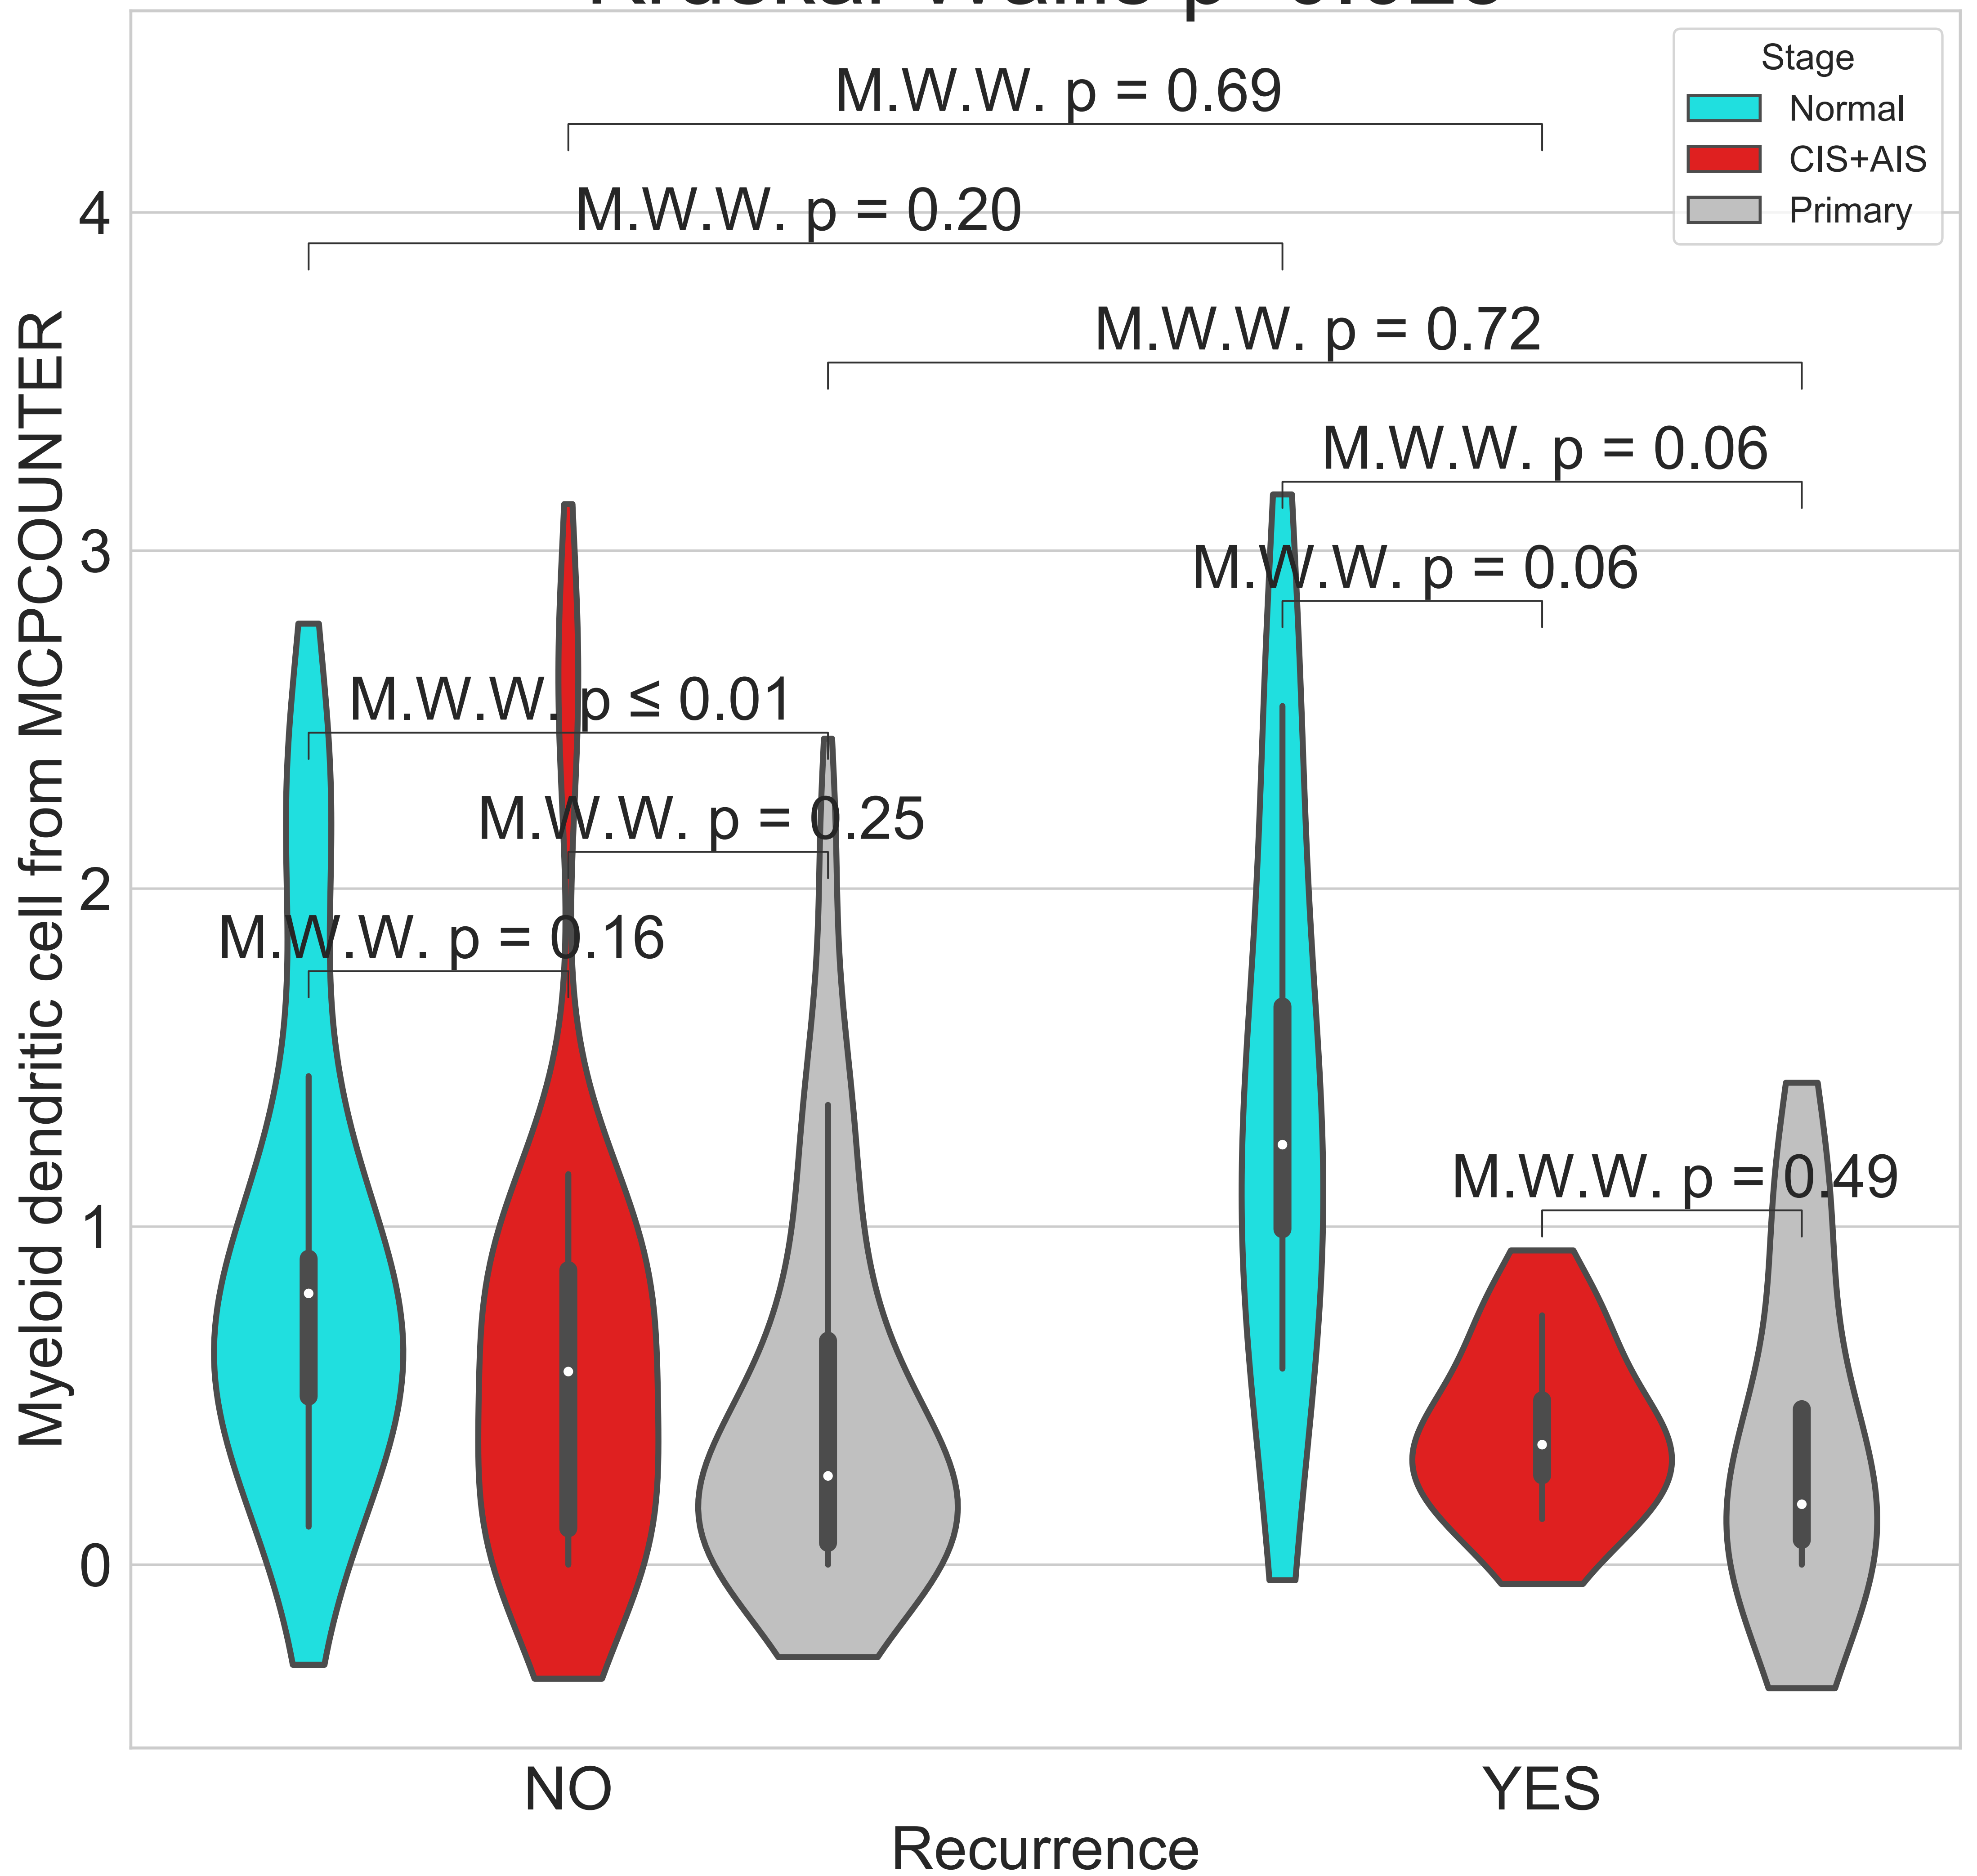 Stage
Normal
CIS+AIS
Primary
M.W.W. p = 0.69
M.W.W. p = 0.20
M.W.W. p = 0.72
M.W.W. p = 0.06
M.W.W. p = 0.06
M.W.W. p ≤ 0.01
M.W.W. p = 0.25
M.W.W. p = 0.16
M.W.W. p = 0.49
Myeloid dendritic cell from MCPCOUNTER
4
3
2
1
0
NO
YES
Recurrence